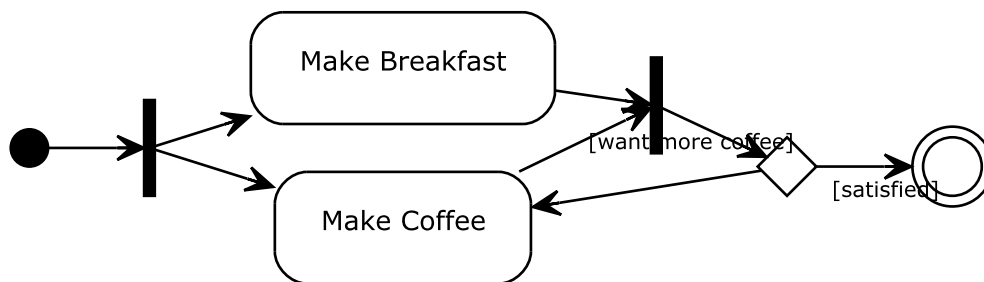 Make Breakfast
[want more coffee]
[satisfied]
Make Coffee